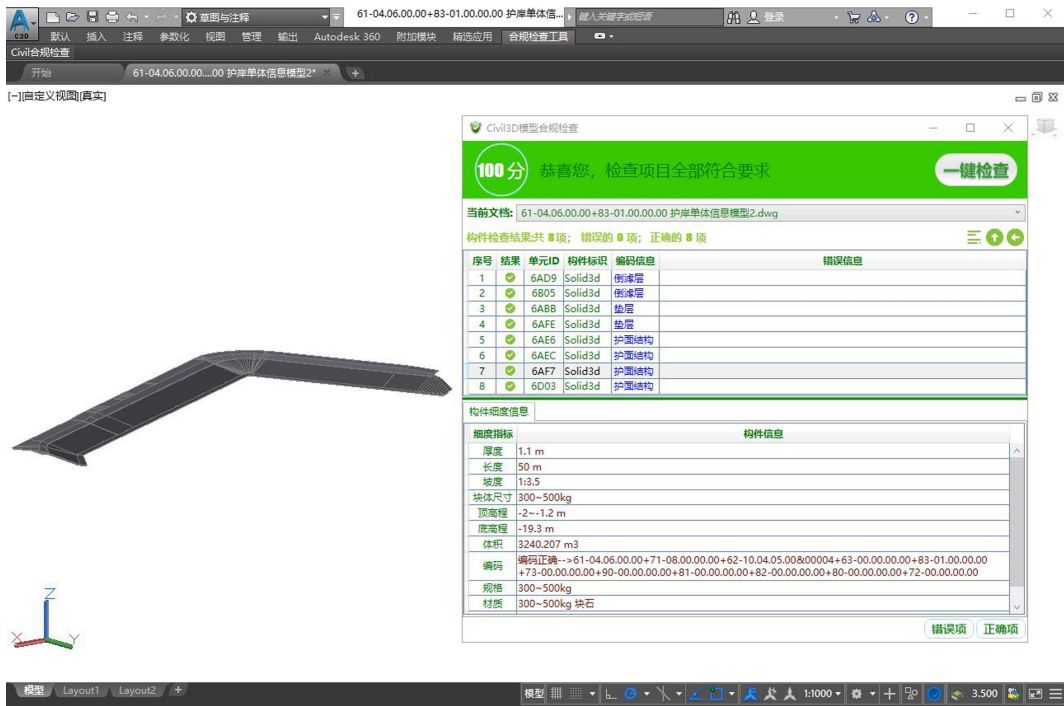 C3D
草图与注释
61-04.06.00.00+83-01.00.00.00 护岸单体信...
键入关键字或短语
登录
默认 插入 注释 参数化 视图 管理 输出 Autodesk 360 附加模块 精选应用 合规检查工具
Civil合规检查
开始 61-04.06.00.00....00 护岸单体信息模型2*
[−][自定义视图][真实]
Civil3D模型合规检查
100分 恭喜您，检查项目全部符合要求 一键检查
当前文档: 61-04.06.00.00+83-01.00.00.00 护岸单体信息模型2.dwg
构件检查结果:共 8 项； 错误的 0 项； 正确的 8 项
序号 结果 单元ID 构件标识 编码信息 错误信息
1 6AD9 Solid3d 倒滤层
2 6B05 Solid3d 倒滤层
3 6ABB Solid3d 垫层
4 6AFE Solid3d 垫层
5 6AE6 Solid3d 护面结构
6 6AEC Solid3d 护面结构
7 6AF7 Solid3d 护面结构
8 6D03 Solid3d 护面结构
构件细度信息
细度指标 构件信息
厚度 1.1 m
长度 50 m
坡度 1:3.5
块体尺寸 300~500kg
顶高程 -2~-1.2 m
底高程 -19.3 m
体积 3240.207 m3
编码 编码正确-->61-04.06.00.00+71-08.00.00.00+62-10.04.05.00&00004+63-00.00.00.00+83-01.00.00.00
+73-00.00.00.00+90-00.00.00.00+81-00.00.00.00+82-00.00.00.00+80-00.00.00.00+72-00.00.00.00
规格 300~500kg
材质 300~500kg 块石
错误项 正确项
Z
X
Y
模型 Layout1 Layout2 +
模型 1:1000 3.500